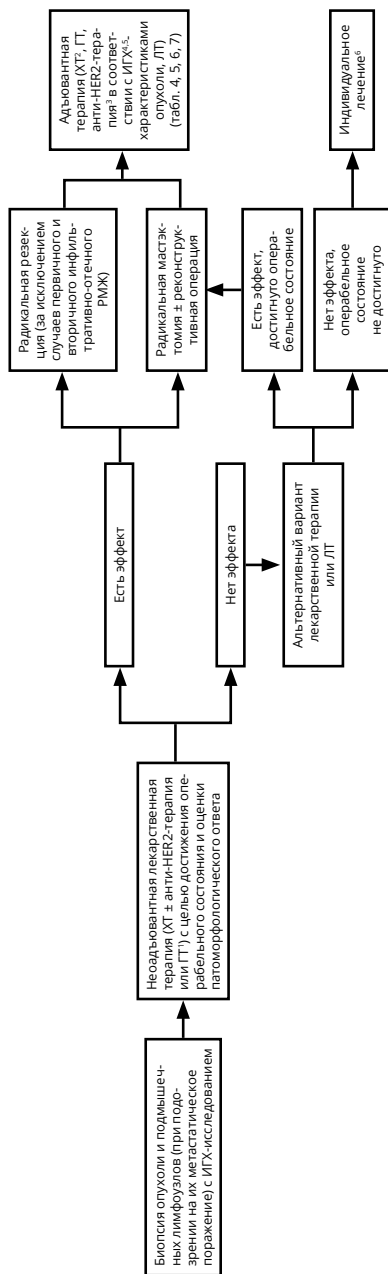 Биопсия опухоли и подмышеч-
ных лимфоузлов (при подо-
зрении на их метастатическое
поражение) с ИГХ-исследованием
Неоадъювантная лекарственная
терапия (ХТ ± анти-HER2-терапия
или ГТ¹) с целью достижения опе-
рабельного состояния и оценки
патоморфологического ответа
Есть эффект
Нет эффекта
Альтернативный вариант
лекарственной терапии
или ЛТ
Радикальная резек-
ция (за исключением
случаев первичного и
вторичного инфиль-
тративно-отечного
РМЖ)
Радикальная мастэк-
томия ± реконструк-
тивная операция
Есть эффект,
достигнуто опера-
бельное состояние
Нет эффекта,
операбельное
состояние
не достигнуто
Адъювантная
терапия (ХТ², ГТ,
анти-HER2-тера-
пия³ в соответ-
ствии с ИГХ⁴,⁵-
характеристиками
опухоли, ЛТ)
(табл. 4, 5, 6, 7)
Индивидуальное
лечение⁶